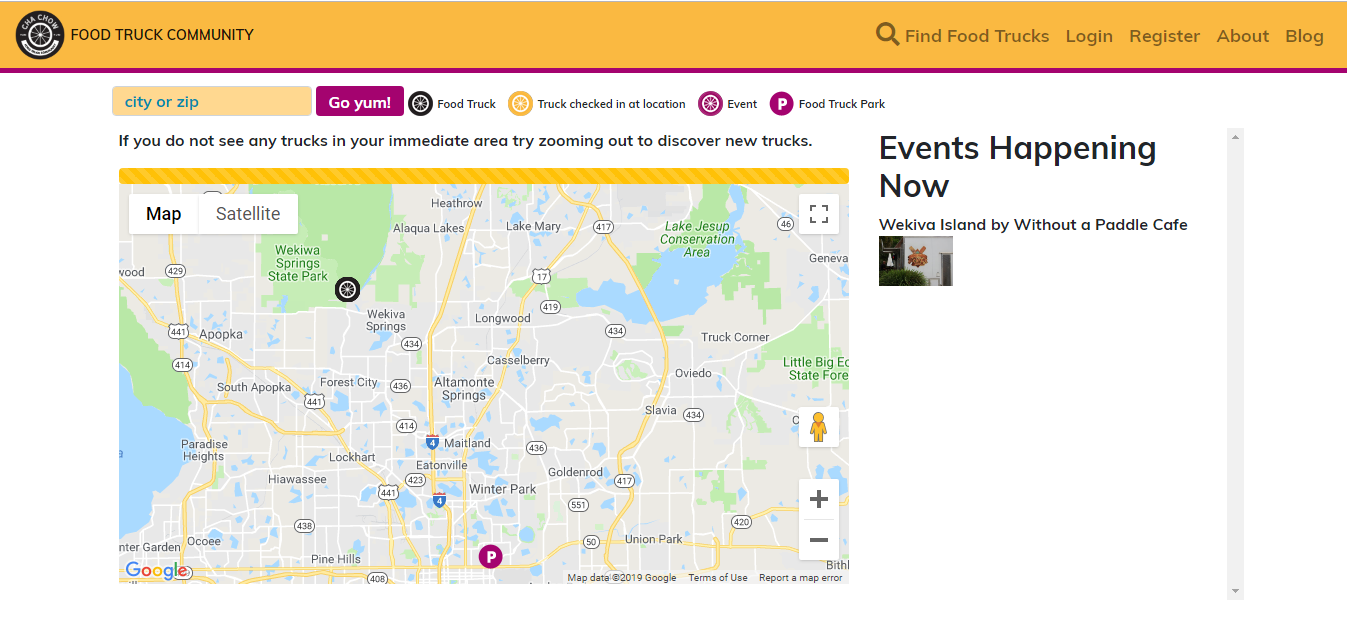 CHA CHOW
FOOD TRUCK COMMUNITY
Find Food Trucks Login Register About Blog
city or zip
Go yum!
Food Truck
Truck checked in at location
Event
P Food Truck Park
If you do not see any trucks in your immediate area try zooming out to discover new trucks.
Events Happening
Now
Wekiva Island by Without a Paddle Cafe
Map Satellite
Heathrow
Alaqua Lakes
Lake Mary
417
Lake Jesup
Conservation
Area
46
Geneva
Wekiwa
Springs
State Park
wood
429
17
419
Wekiva
Springs
Longwood
434
441
Apopka
434
Truck Corner
414
Casselberry
Little Big Ec
State Fore
South Apopka
Forest City
436
Altamonte
Springs
Oviedo
441
Slavia
434
C
414
4
Maitland
436
Paradise
Heights
Lockhart
Eatonville
Goldenrod
Hiawassee
423
417
441
4
Winter Park
551
438
420
nter Garden
Ocoee
50
Union Park
Pine Hills
P
408
Bithl
Google
Map data ©2019 Google
Terms of Use
Report a map error